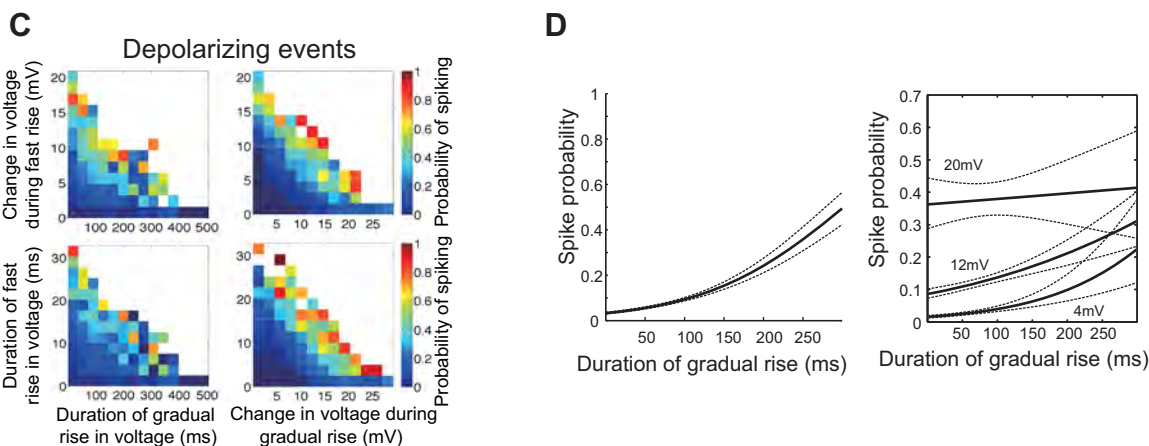 C
Depolarizing events
Change in voltage
during fast rise (mV)
20
15
10
5
0
100 200 300 400 500
20
15
10
5
0
5 10 15 20 25
1
0.8
0.6
0.4
0.2
0
Probability of spiking
Duration of fast
rise in voltage (ms)
30
20
10
0
100 200 300 400 500
Duration of gradual
rise in voltage (ms)
30
20
10
0
5 10 15 20 25
Change in voltage during
gradual rise (mV)
1
0.8
0.6
0.4
0.2
0
Probability of spiking
D
Spike probability
1
0.8
0.6
0.4
0.2
0
50 100 150 200 250
Duration of gradual rise (ms)
Spike probability
0.7
0.6
0.5
0.4
0.3
0.2
0.1
0
20mV
12mV
4mV
50 100 150 200 250
Duration of gradual rise (ms)